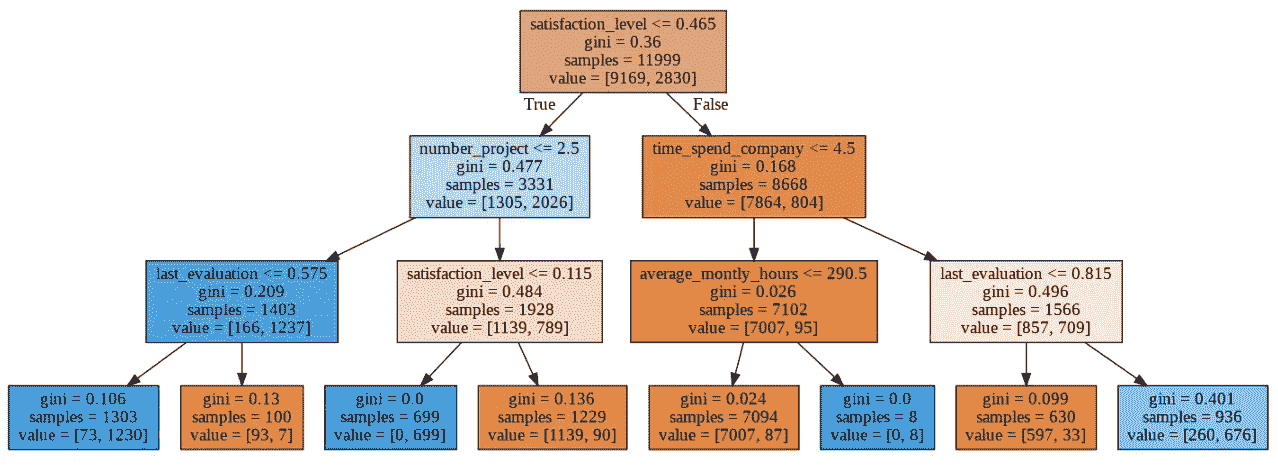 satisfaction_level <= 0.465
gini = 0.36
samples = 11999
value = [9169, 2830]
True
False
number_project <= 2.5
gini = 0.477
samples = 3331
value = [1305, 2026]
time_spend_company <= 4.5
gini = 0.168
samples = 8668
value = [7864, 804]
last_evaluation <= 0.575
gini = 0.209
samples = 1403
value = [166, 1237]
satisfaction_level <= 0.115
gini = 0.484
samples = 1928
value = [1139, 789]
average_montly_hours <= 290.5
gini = 0.026
samples = 7102
value = [7007, 95]
last_evaluation <= 0.815
gini = 0.496
samples = 1566
value = [857, 709]
gini = 0.106
samples = 1303
value = [73, 1230]
gini = 0.13
samples = 100
value = [93, 7]
gini = 0.0
samples = 699
value = [0, 699]
gini = 0.136
samples = 1229
value = [1139, 90]
gini = 0.024
samples = 7094
value = [7007, 87]
gini = 0.0
samples = 8
value = [0, 8]
gini = 0.099
samples = 630
value = [597, 33]
gini = 0.401
samples = 936
value = [260, 676]